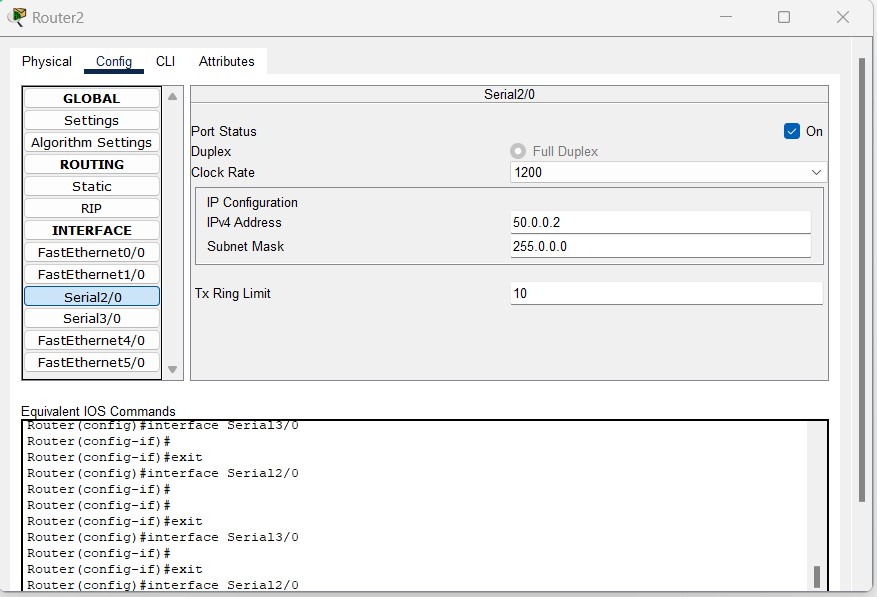 Router2
Physical Config CLI Attributes
GLOBAL
Settings
Algorithm Settings
ROUTING
Static
RIP
INTERFACE
FastEthernet0/0
FastEthernet1/0
Serial2/0
Serial3/0
FastEthernet4/0
FastEthernet5/0
Serial2/0
Port Status On
Duplex Full Duplex
Clock Rate 1200
IP Configuration
IPv4 Address 50.0.0.2
Subnet Mask 255.0.0.0
Tx Ring Limit 10
Equivalent IOS Commands
Router(config)#interface Serial3/0
Router(config-if)#
Router(config-if)#exit
Router(config)#interface Serial2/0
Router(config-if)#
Router(config-if)#
Router(config-if)#exit
Router(config)#interface Serial3/0
Router(config-if)#
Router(config-if)#exit
Router(config)#interface Serial2/0